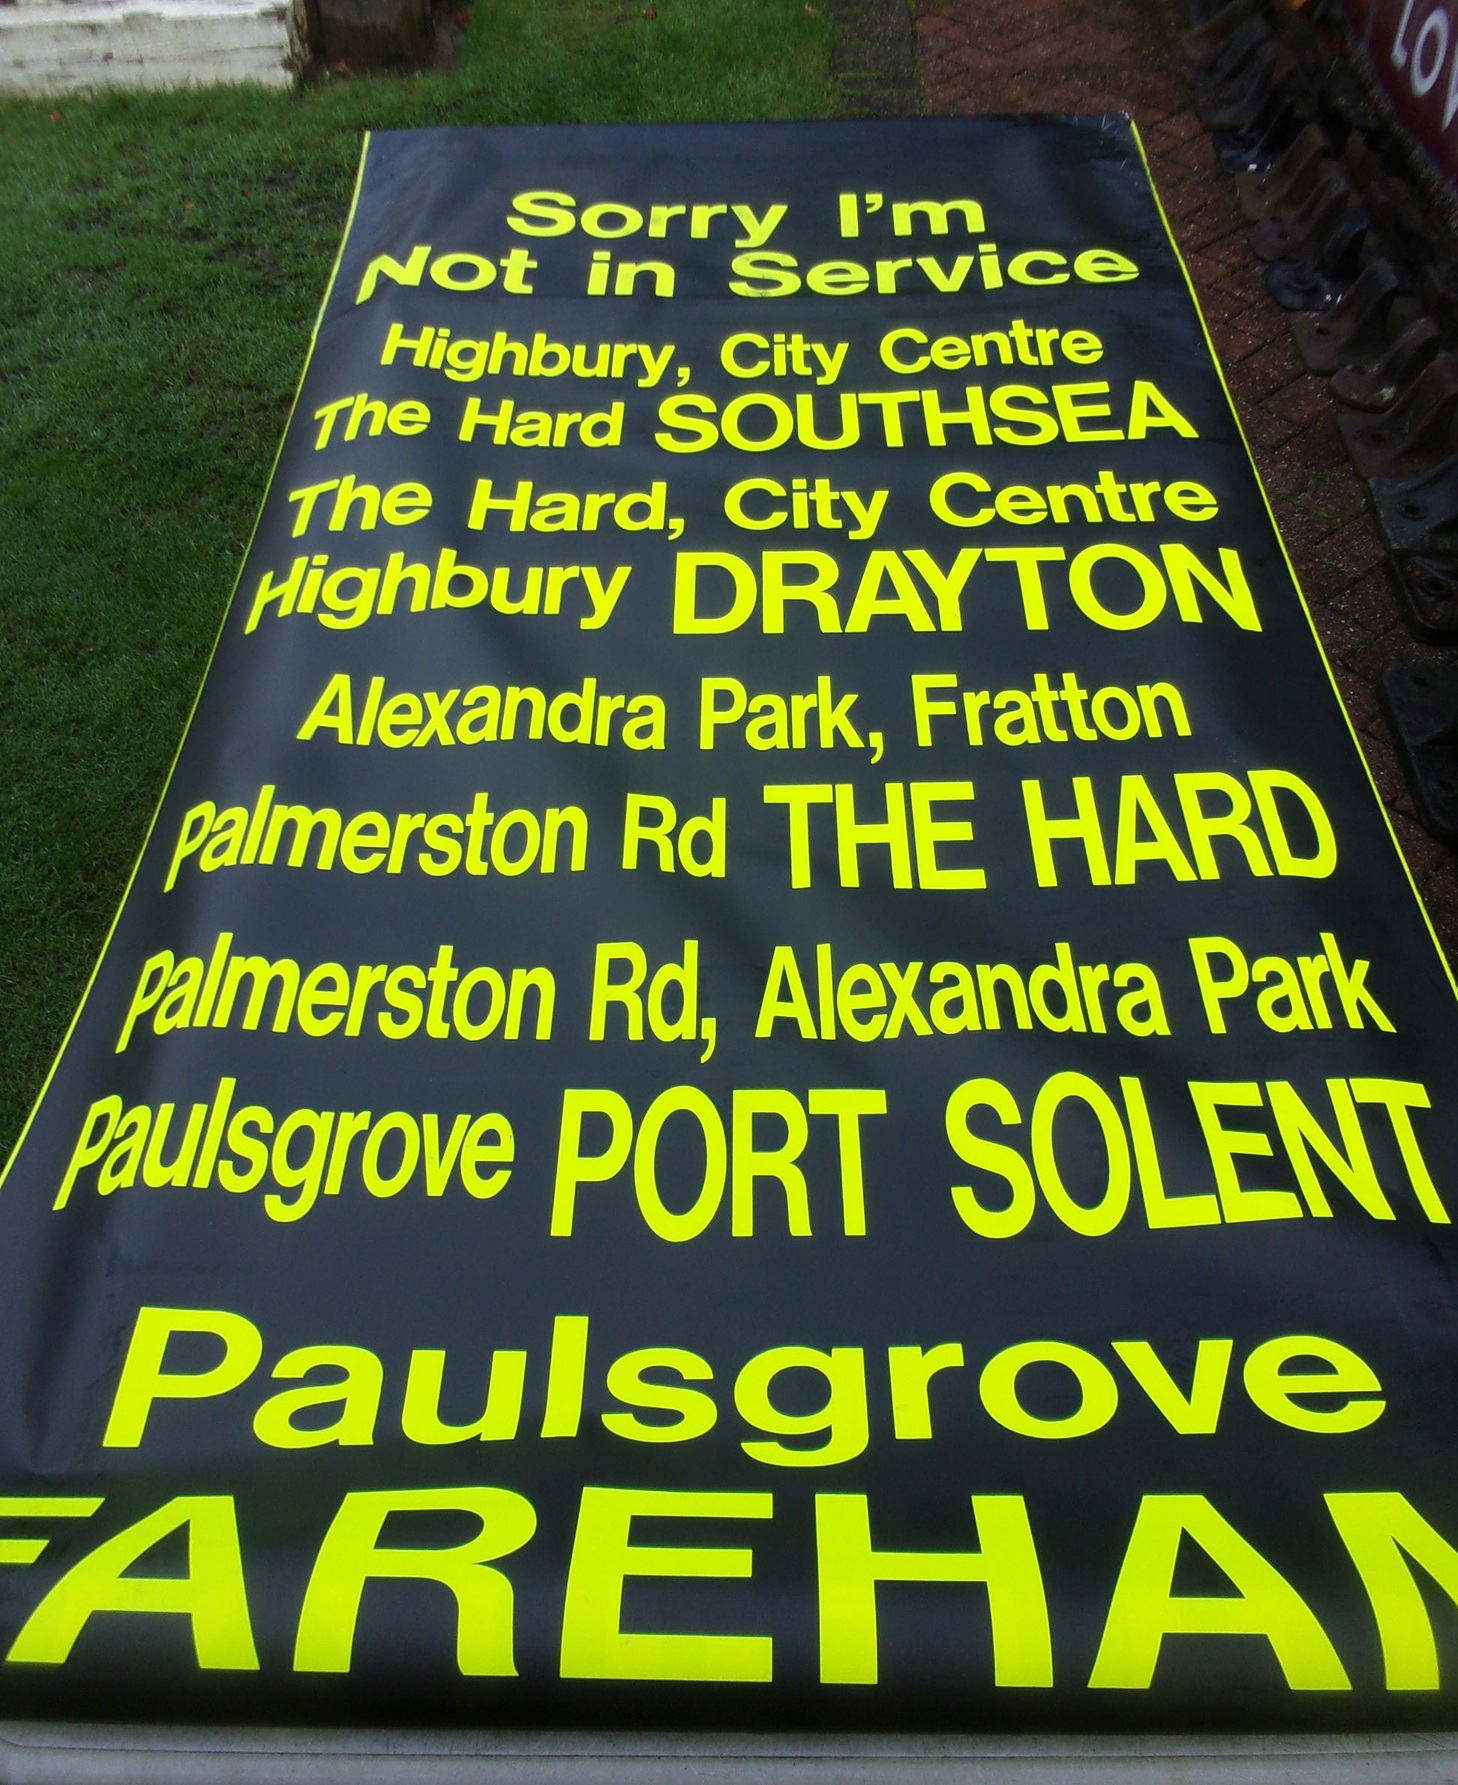 Sorry I'm
Not in Service
Highbury, City Centre
The Hard SOUTHSEA
The Hard, City Centre
Highbury DRAYTON
Alexandra Park, Fratton
Palmerston Rd THE HARD
Palmerston Rd, Alexandra Park
Paulsgrove PORT SOLENT
Paulsgrove
FAREHAM